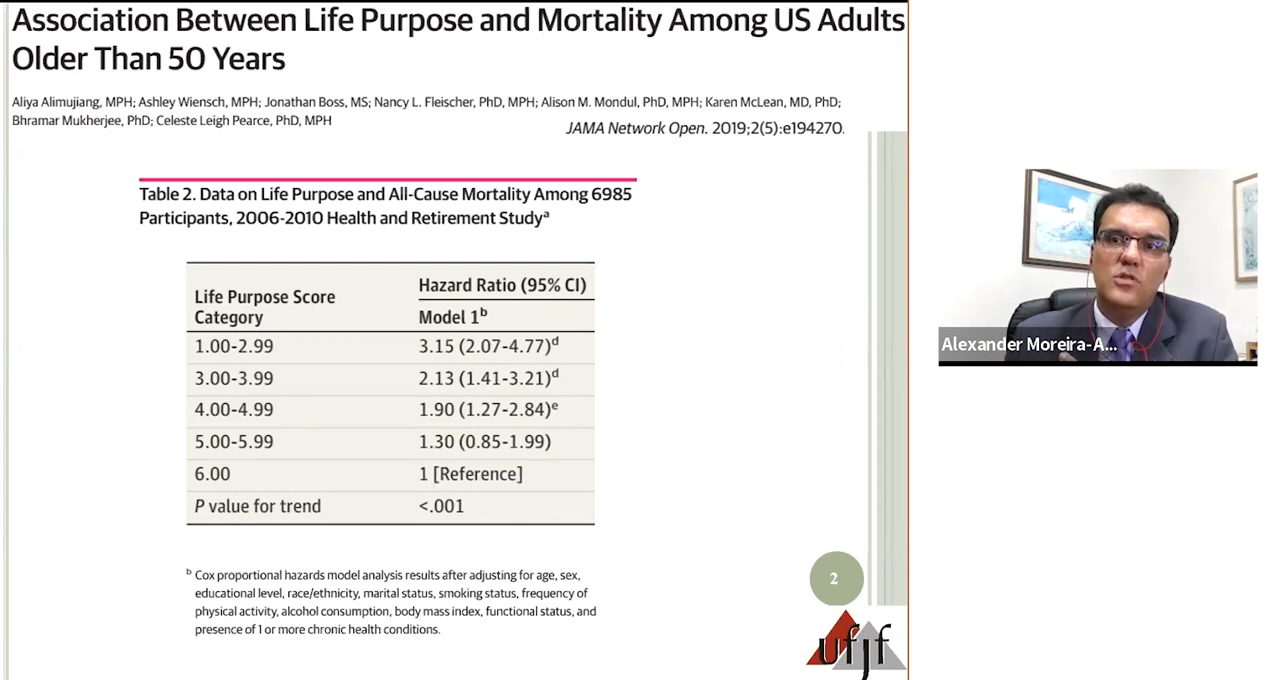 Association Between Life Purpose and Mortality Among US Adults
Older Than 50 Years
Aliya Alimujiang, MPH; Ashley Wiensch, MPH; Jonathan Boss, MS; Nancy L. Fleischer, PhD, MPH; Alison M. Mondul, PhD, MPH; Karen McLean, MD, PhD;
Bhramar Mukherjee, PhD; Celeste Leigh Pearce, PhD, MPH
JAMA Network Open. 2019;2(5):e194270.
Table 2. Data on Life Purpose and All-Cause Mortality Among 6985
Participants, 2006-2010 Health and Retirement Studyᵃ
Hazard Ratio (95% CI)
Life Purpose Score
Category
Model 1ᵇ
1.00-2.99 3.15 (2.07-4.77)ᵈ
3.00-3.99 2.13 (1.41-3.21)ᵈ
4.00-4.99 1.90 (1.27-2.84)ᵉ
5.00-5.99 1.30 (0.85-1.99)
6.00 1 [Reference]
P value for trend <.001
ᵇ Cox proportional hazards model analysis results after adjusting for age, sex,
educational level, race/ethnicity, marital status, smoking status, frequency of
physical activity, alcohol consumption, body mass index, functional status, and
presence of 1 or more chronic health conditions.
2
ufjf
Alexander Moreira-A...